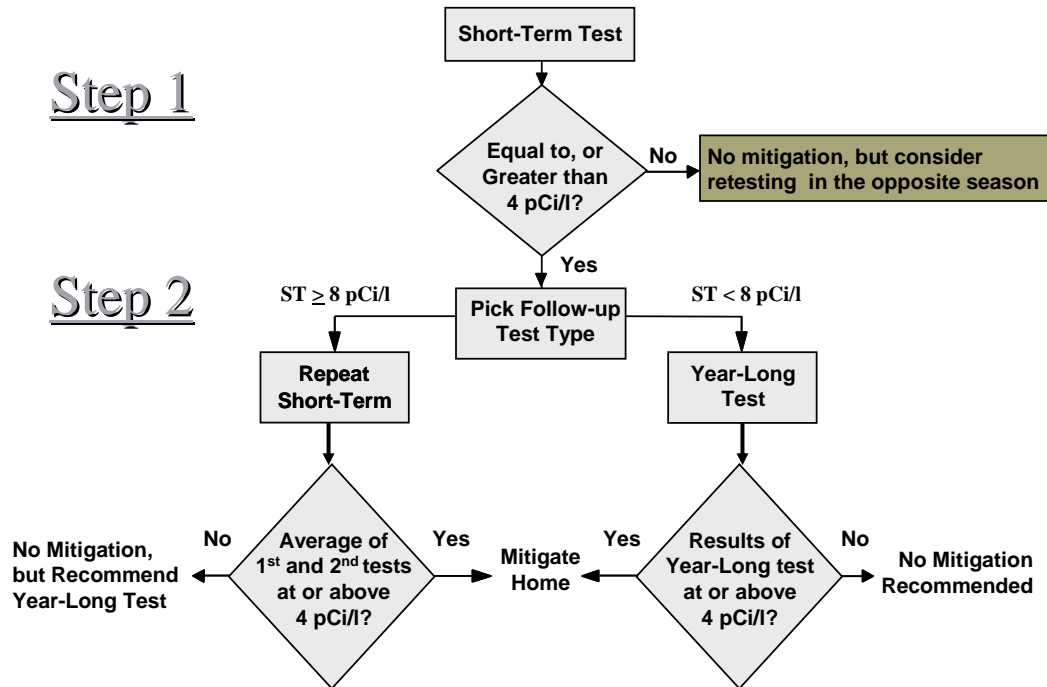 Short-Term Test
Step 1
Equal to, or
Greater than
4 pCi/l?
No
No mitigation, but consider
retesting in the opposite season
Yes
Step 2
ST ≥ 8 pCi/l
Pick Follow-up
Test Type
ST < 8 pCi/l
Repeat
Short-Term
Year-Long
Test
No Mitigation,
but Recommend
Year-Long Test
No
Average of
1st and 2nd tests
at or above
4 pCi/l?
Yes
Mitigate
Home
Yes
Results of
Year-Long test
at or above
4 pCi/l?
No
No Mitigation
Recommended